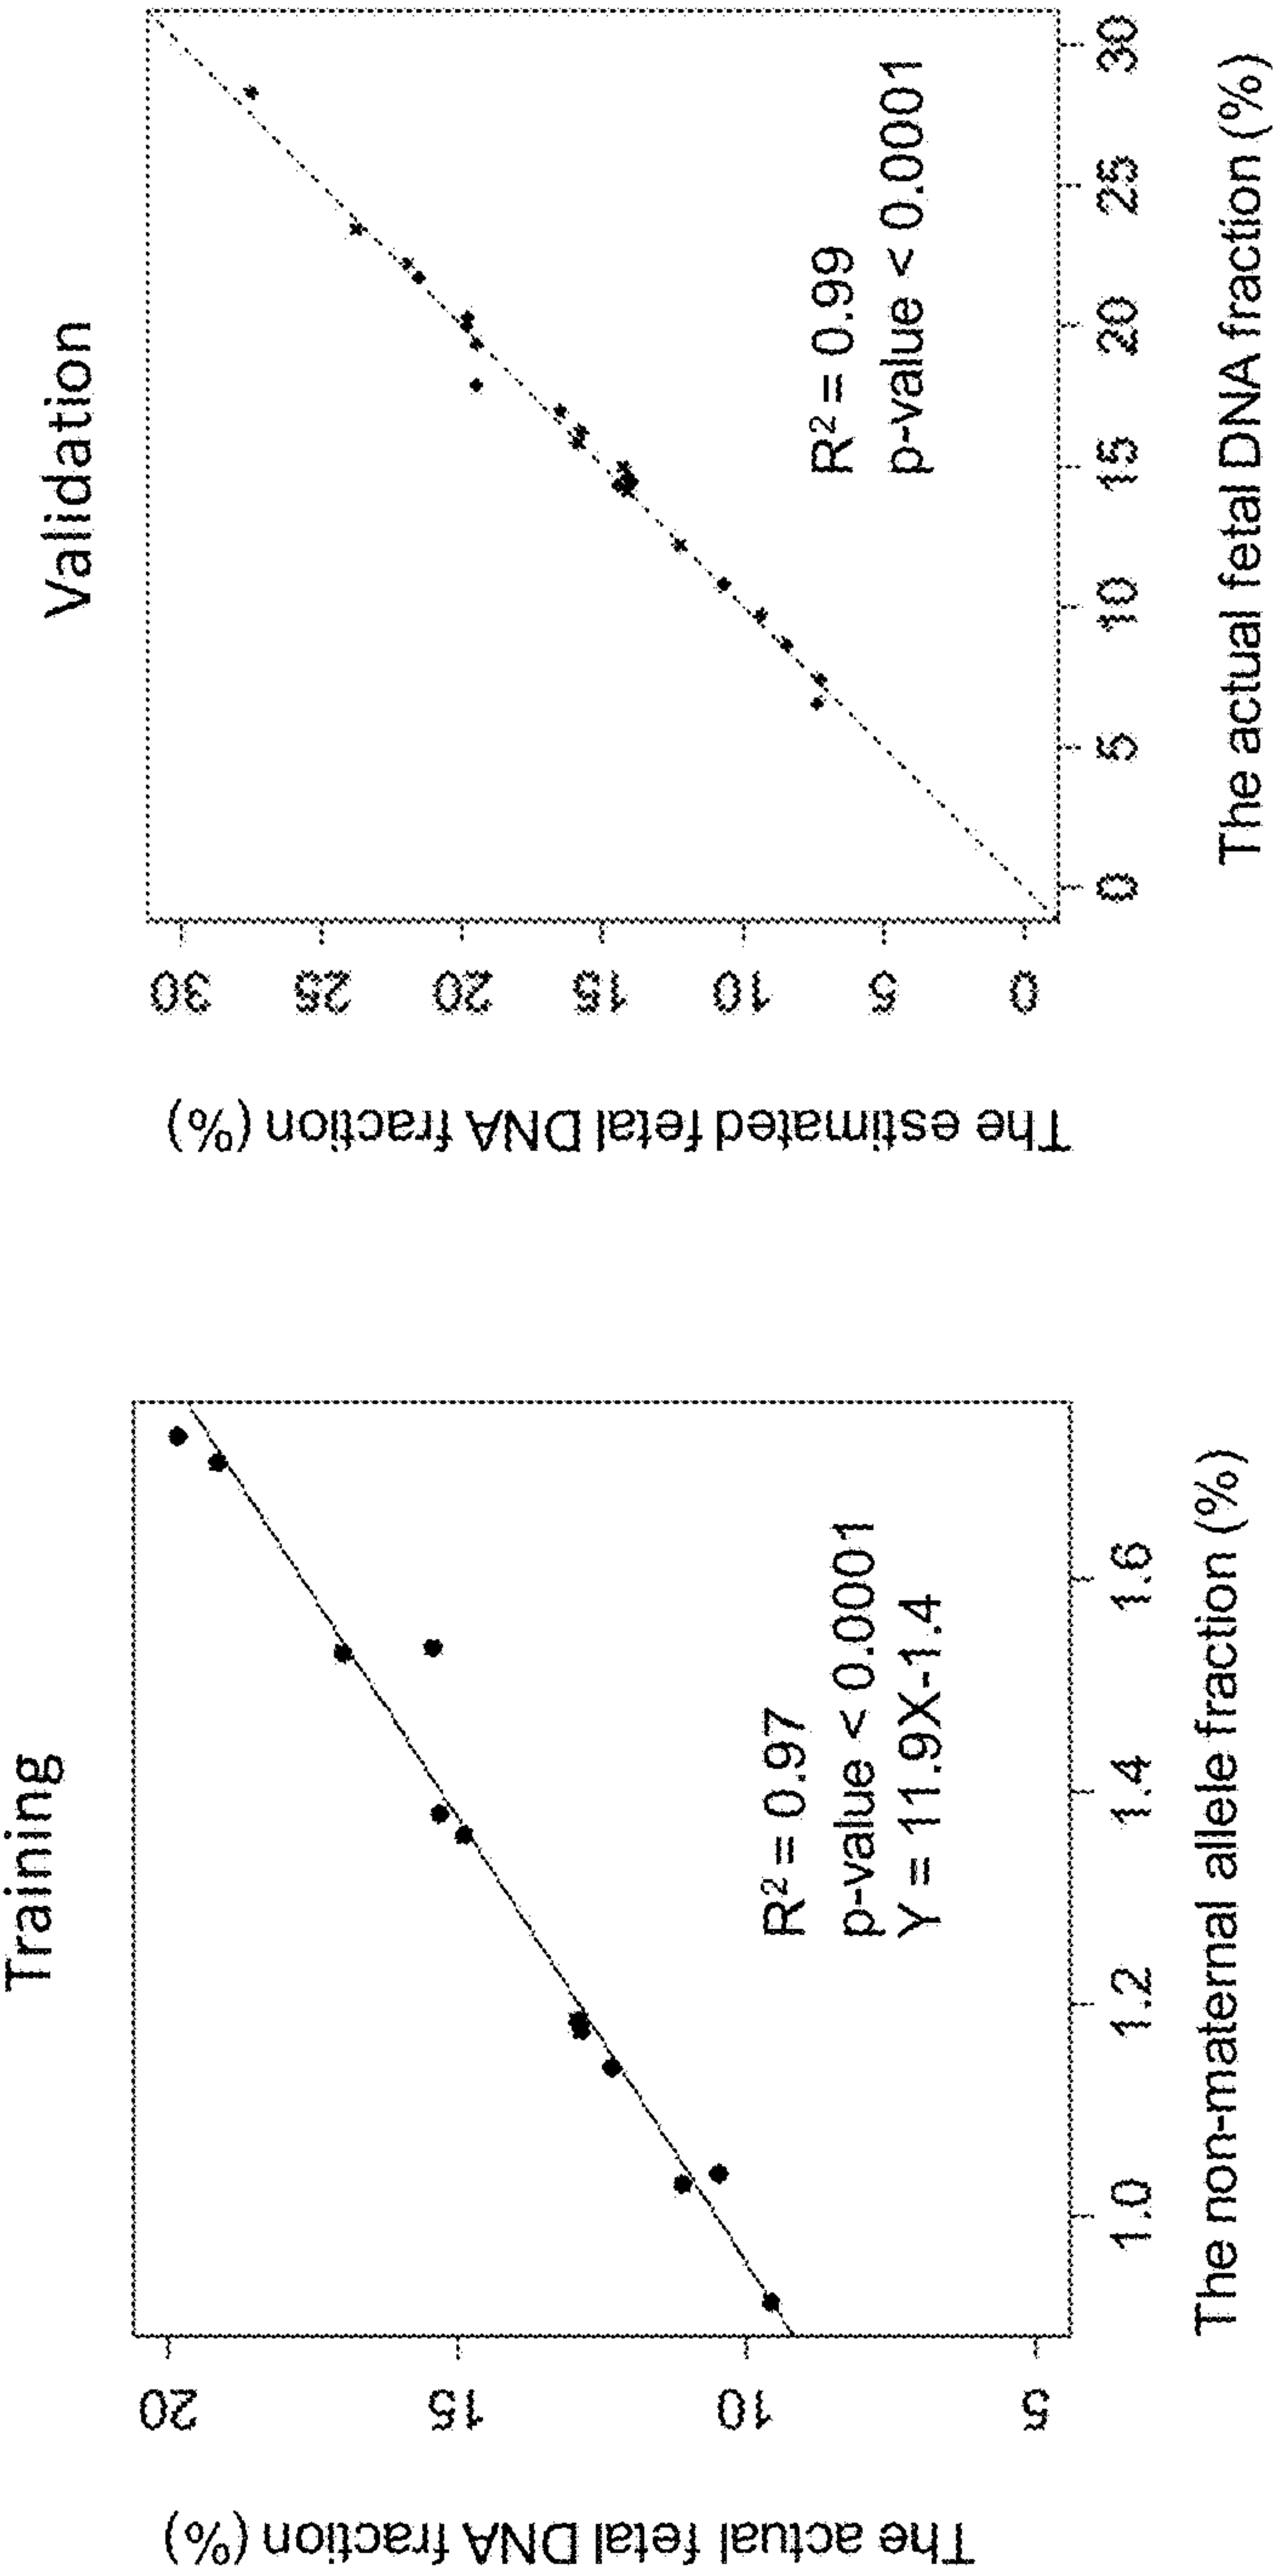 Training
The actual fetal DNA fraction (%)
20
15
10
5
R² = 0.97
p-value < 0.0001
Y = 11.9X-1.4
1.0 1.2 1.4 1.6
The non-maternal allele fraction (%)
Validation
The estimated fetal DNA fraction (%)
30
25
20
15
10
5
0
R² = 0.99
p-value < 0.0001
0 5 10 15 20 25 30
The actual fetal DNA fraction (%)